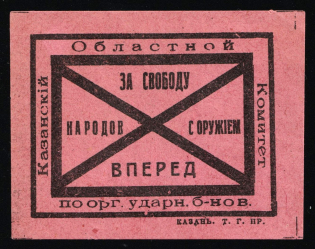 Областной
Казанскій
Комитет
ЗА СВОБОДУ
НАРОДОВ С ОРУЖІЕМ
ВПЕРЕД
по орг. ударн. б-нов.
КАЗАНЬ. Т. Г. ПР.